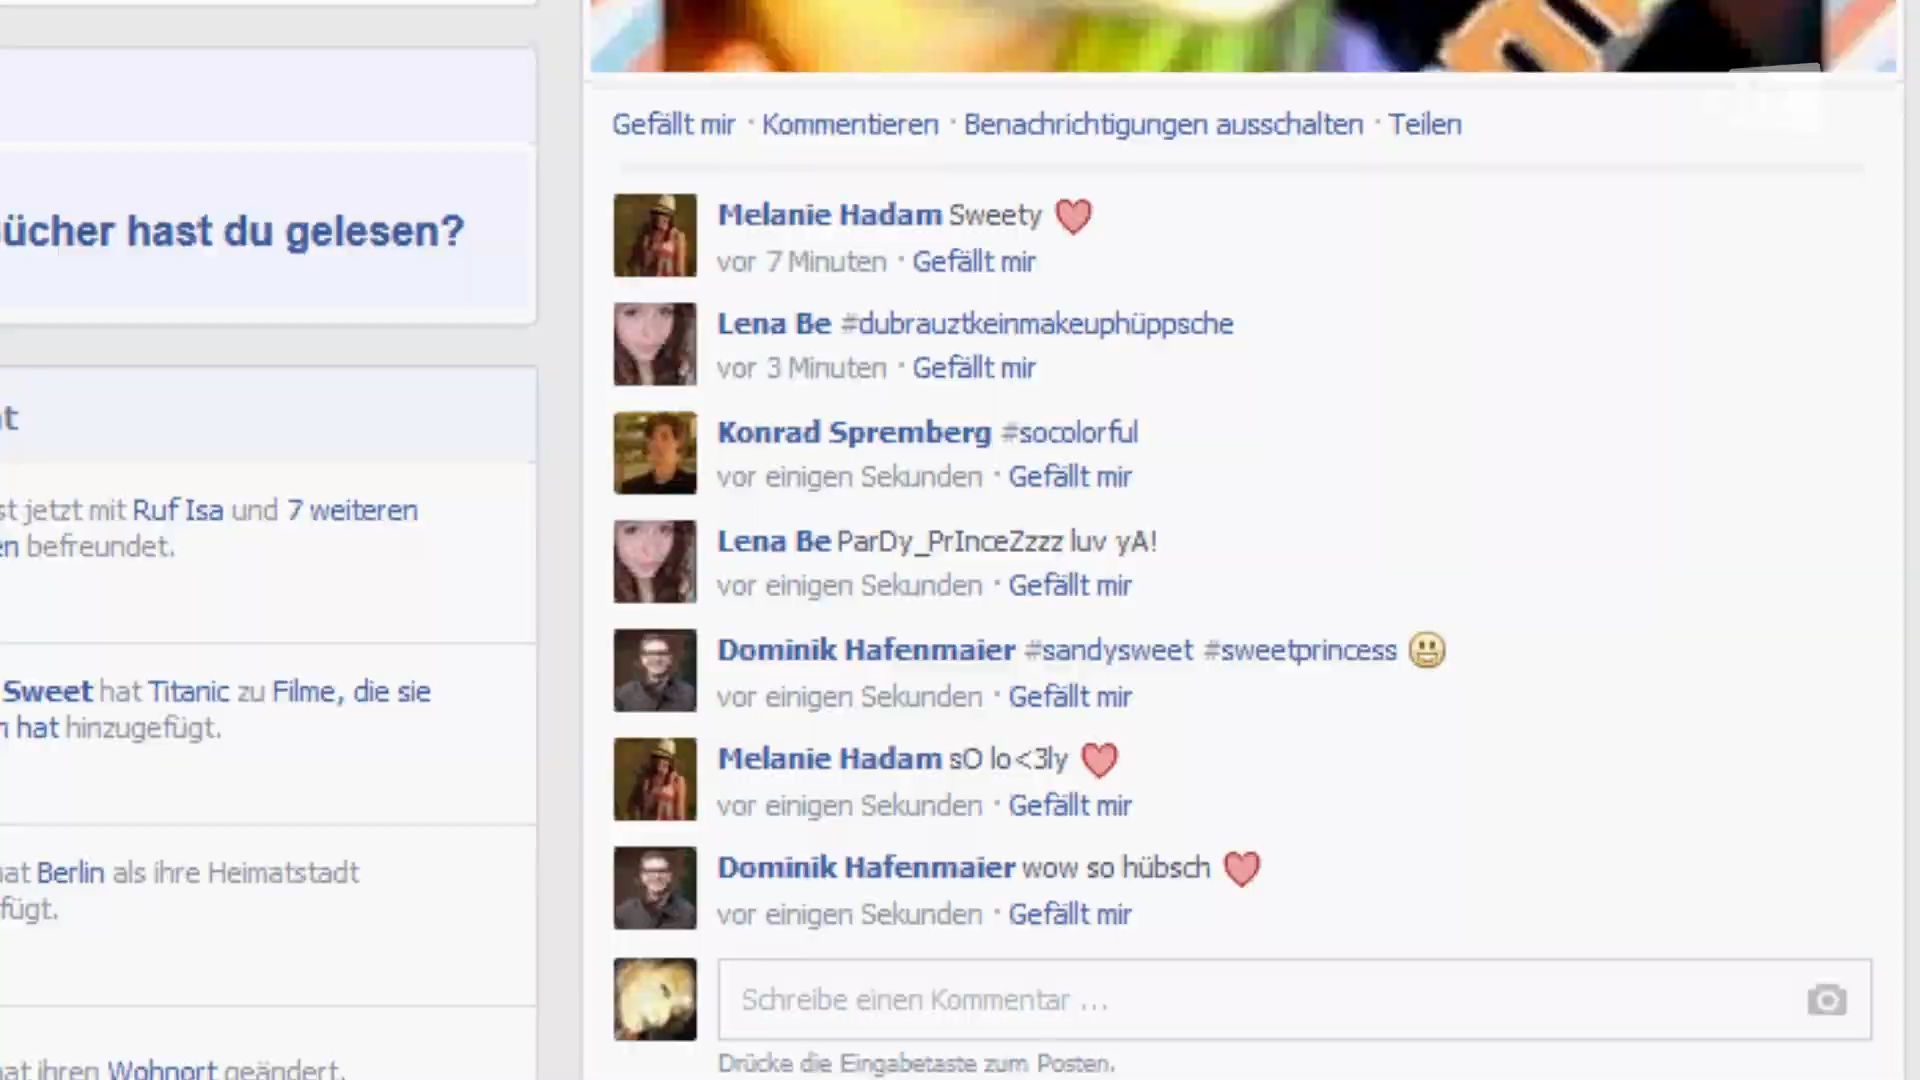 ücher hast du gelesen?
t
st jetzt mit Ruf Isa und 7 weiteren
en befreundet.
Sweet hat Titanic zu Filme, die sie
n hat hinzugefügt.
at Berlin als ihre Heimatstadt
fügt.
at ihren Wohnort geändert.
Gefällt mir · Kommentieren · Benachrichtigungen ausschalten · Teilen
Melanie Hadam Sweety
vor 7 Minuten · Gefällt mir
Lena Be #dubrauztkeinmakeuphüppsche
vor 3 Minuten · Gefällt mir
Konrad Spremberg #socolorful
vor einigen Sekunden · Gefällt mir
Lena Be ParDy_PrInceZzzz luv yA!
vor einigen Sekunden · Gefällt mir
Dominik Hafenmaier #sandysweet #sweetprincess
vor einigen Sekunden · Gefällt mir
Melanie Hadam sO lo<3ly
vor einigen Sekunden · Gefällt mir
Dominik Hafenmaier wow so hübsch
vor einigen Sekunden · Gefällt mir
Schreibe einen Kommentar ...
Drücke die Eingabetaste zum Posten.